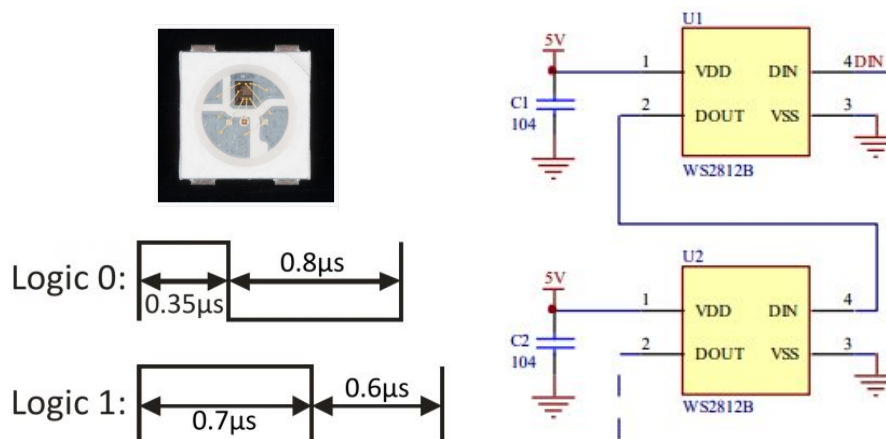 Logic 0:
0.35µs
0.8µs
Logic 1:
0.7µs
0.6µs
U1
5V
1
VDD
DIN
4
DIN
C1
104
2
DOUT
VSS
3
WS2812B
U2
5V
1
VDD
DIN
4
C2
104
2
DOUT
VSS
3
WS2812B